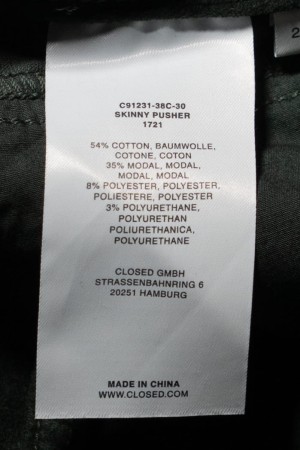 C91231-38C-30
SKINNY PUSHER
1721
54% COTTON, BAUMWOLLE,
COTONE, COTON
35% MODAL, MODAL,
MODAL, MODAL
8% POLYESTER, POLYESTER,
POLIESTERE, POLYESTER
3% POLYURETHANE,
POLYURETHAN
POLIURETHANICA,
POLYURETHANE
CLOSED GMBH
STRASSENBAHNRING 6
20251 HAMBURG
MADE IN CHINA
WWW.CLOSED.COM
2